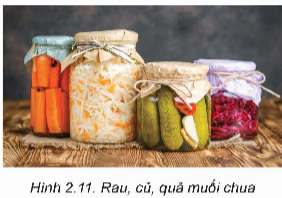 Hình 2.11. Rau, củ, quả muối chua